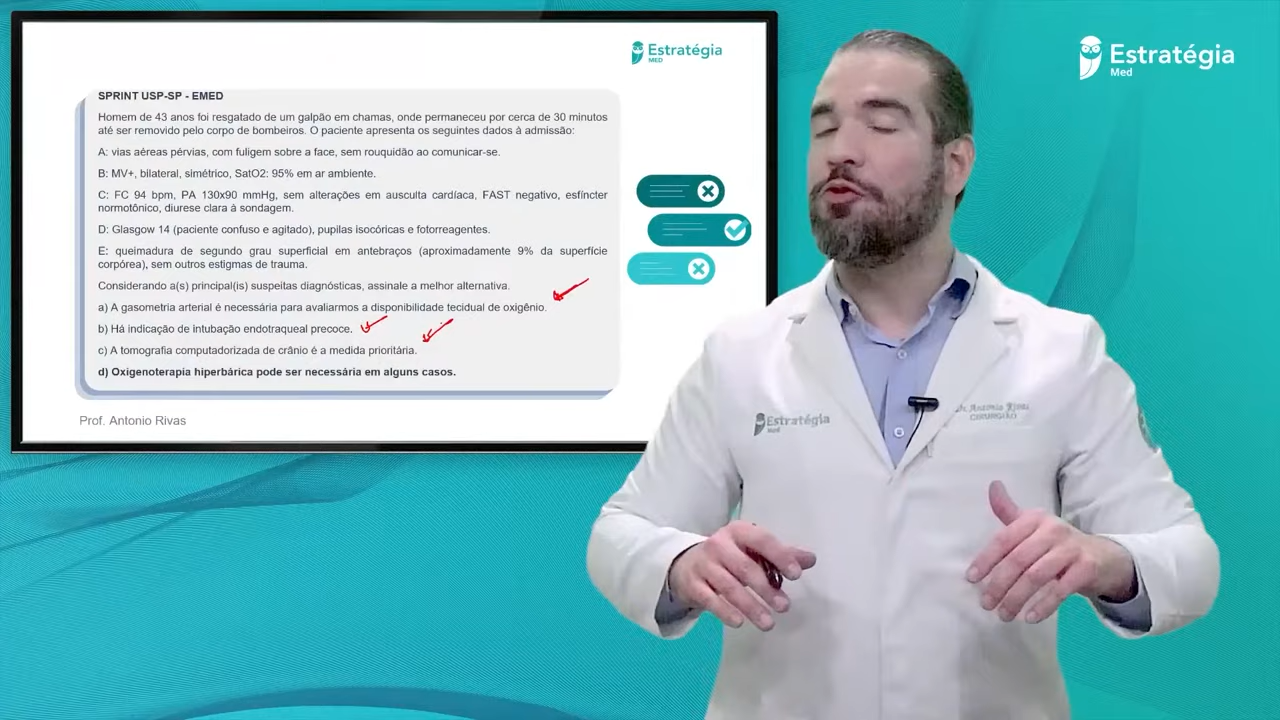 Estratégia
MED
Estratégia
Med
SPRINT USP-SP - EMED
Homem de 43 anos foi resgatado de um galpão em chamas, onde permaneceu por cerca de 30 minutos
até ser removido pelo corpo de bombeiros. O paciente apresenta os seguintes dados à admissão:
A: vias aéreas pérvias, com fuligem sobre a face, sem rouquidão ao comunicar-se.
B: MV+, bilateral, simétrico, SatO2: 95% em ar ambiente.
C: FC 94 bpm, PA 130x90 mmHg, sem alterações em ausculta cardíaca, FAST negativo, esfíncter
normotônico, diurese clara à sondagem.
D: Glasgow 14 (paciente confuso e agitado), pupilas isocóricas e fotorreagentes.
E: queimadura de segundo grau superficial em antebraços (aproximadamente 9% da superfície
corpórea), sem outros estigmas de trauma.
Considerando a(s) principal(is) suspeitas diagnósticas, assinale a melhor alternativa.
a) A gasometria arterial é necessária para avaliarmos a disponibilidade tecidual de oxigênio.
b) Há indicação de intubação endotraqueal precoce.
c) A tomografia computadorizada de crânio é a medida prioritária.
d) Oxigenoterapia hiperbárica pode ser necessária em alguns casos.
Prof. Antonio Rivas
Estratégia
Med
Dr. Antonio Rivas
CIRURGIÃO